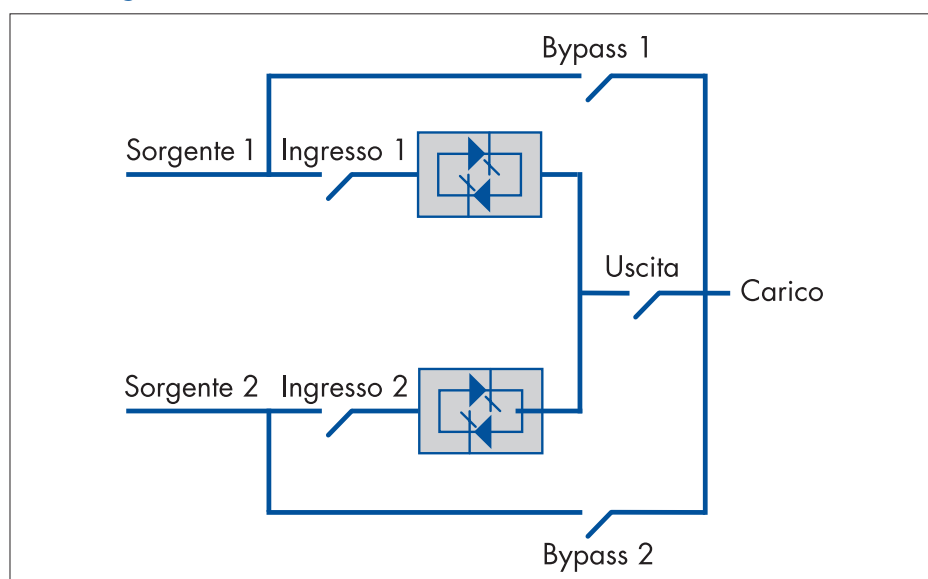 Bypass 1
Sorgente 1
Ingresso 1
Uscita
Carico
Sorgente 2
Ingresso 2
Bypass 2